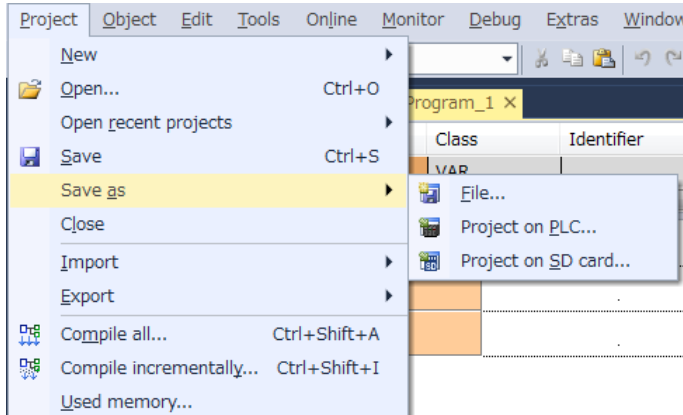 Project Object Edit Tools Online Monitor Debug Extras Window
New
Open... Ctrl+O
Program_1 ×
Open recent projects
Class Identifier
Save Ctrl+S
VAR
Save as
File...
Close
Project on PLC...
Import
Project on SD card...
Export
Compile all... Ctrl+Shift+A
Compile incrementally... Ctrl+Shift+I
Used memory...